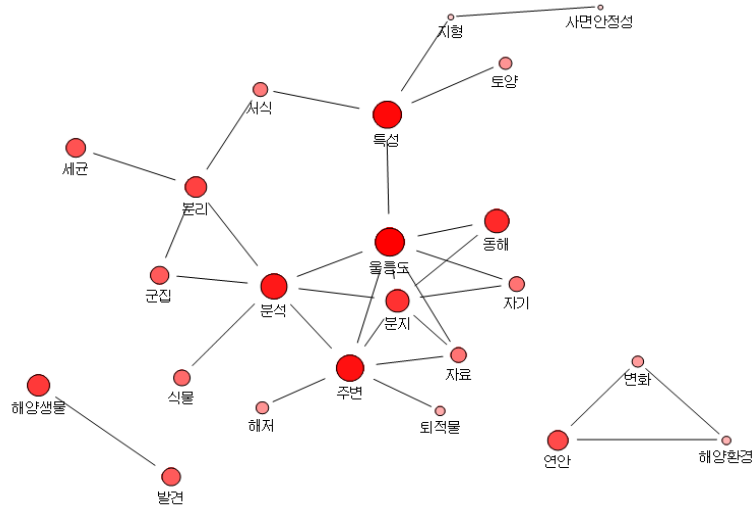 지형
사면안정성
토양
서식
특성
세균
분리
동해
울릉도
군집
분석
자기
분지
자료
식물
주변
변화
해양생물
해저
퇴적물
연안
해양환경
발견